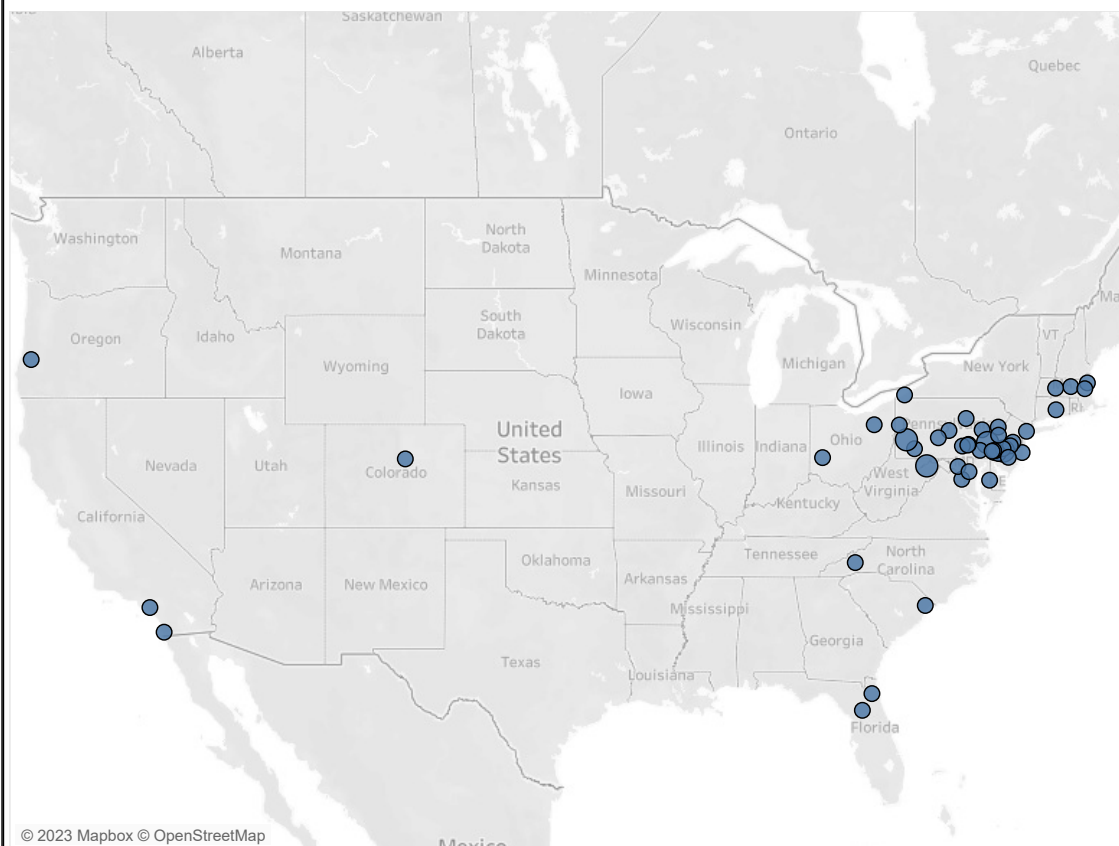 Saskatchewan
Alberta
Quebec
Ontario
Washington
North
Dakota
Montana
Minnesota
South
Dakota
Wisconsin
VT
Oregon
Idaho
Wyoming
Michigan
New York
Iowa
RI
United
States
Nevada
Utah
Colorado
Kansas
Illinois
Indiana
Ohio
Missouri
West
Virginia
Kentucky
California
Oklahoma
Tennessee
North
Carolina
Arizona
New Mexico
Arkansas
Mississippi
Georgia
Texas
Louisiana
Florida
© 2023 Mapbox © OpenStreetMap
Mexico